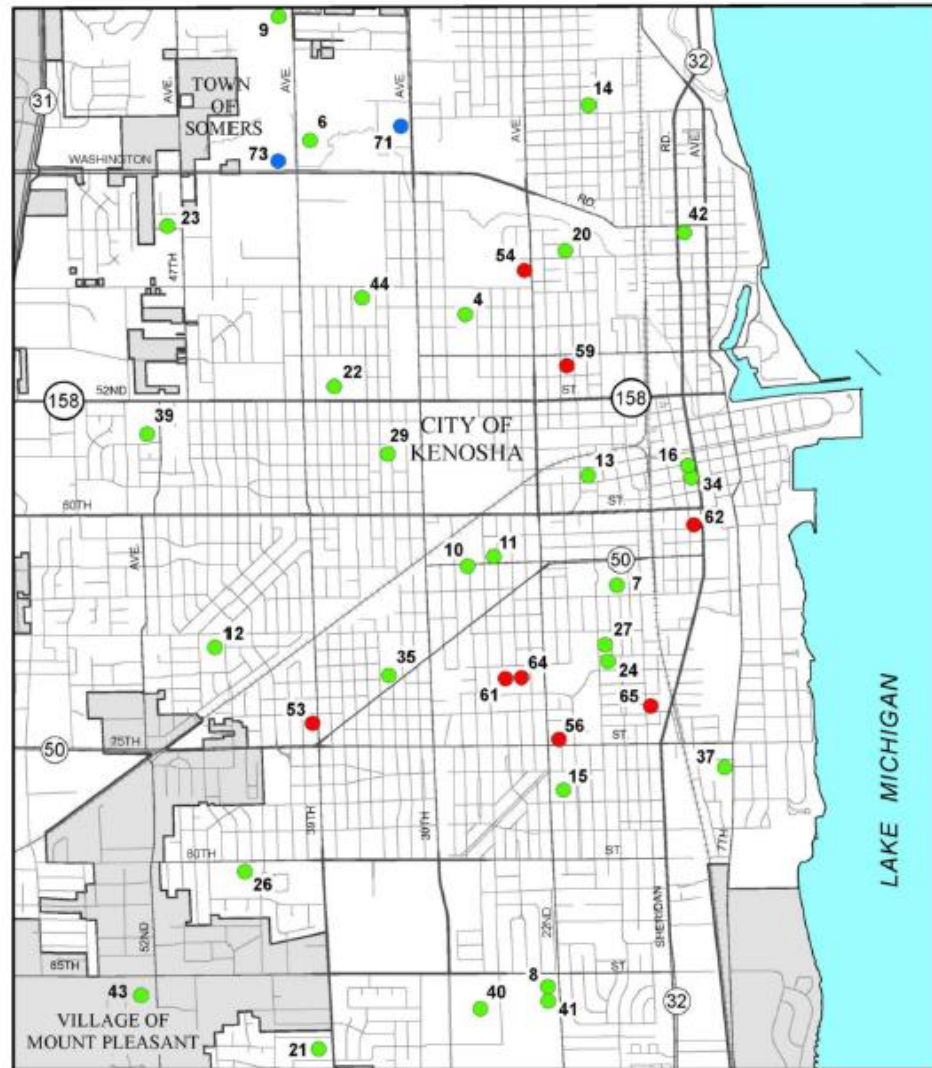 9
32
31
AVE.
TOWN
OF
SOMERS
AVE.
AVE.
14
6
71
AVE.
RD.
AVE.
WASHINGTON
73
RD.
23
42
20
54
47TH
44
4
59
22
52ND
ST.
158
158
39
CITY OF
KENOSHA
29
13
16
34
60TH
ST.
62
AVE.
10
11
50
7
12
27
35
64
24
61
65
53
56
75TH
ST.
50
37
15
LAKE MICHIGAN
39TH
30TH
80TH
ST.
7TH
26
52ND
22ND
SHERIDAN
85TH
8
ST.
43
40
41
32
VILLAGE OF
MOUNT PLEASANT
21